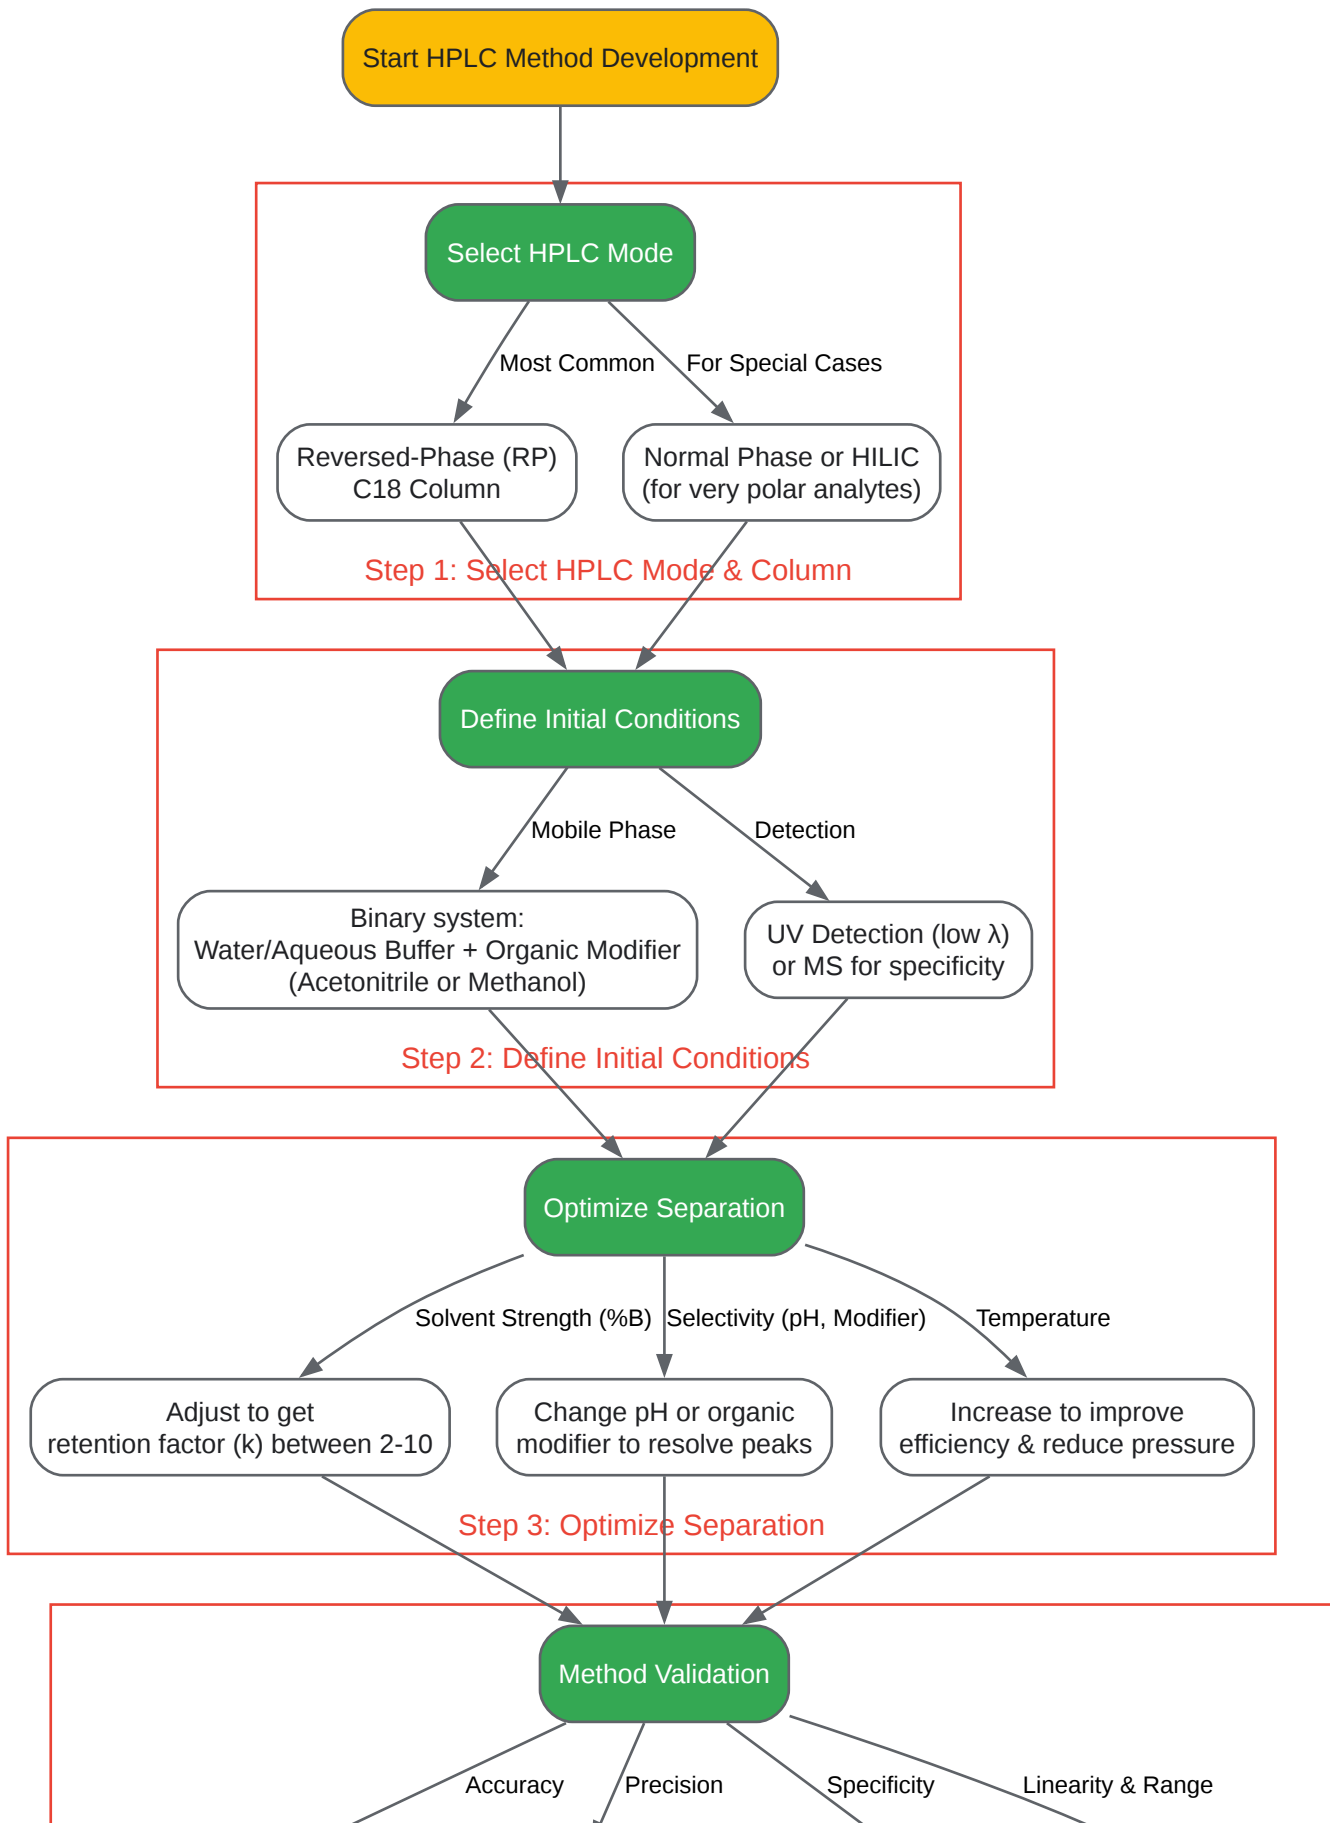 Start HPLC Method Development
Select HPLC Mode
Most Common
For Special Cases
Reversed-Phase (RP)
C18 Column
Normal Phase or HILIC
(for very polar analytes)
Step 1: Select HPLC Mode & Column
Define Initial Conditions
Mobile Phase
Detection
Binary system:
Water/Aqueous Buffer + Organic Modifier
(Acetonitrile or Methanol)
UV Detection (low λ)
or MS for specificity
Step 2: Define Initial Conditions
Optimize Separation
Solvent Strength (%B)
Selectivity (pH, Modifier)
Temperature
Adjust to get
retention factor (k) between 2-10
Change pH or organic
modifier to resolve peaks
Increase to improve
efficiency & reduce pressure
Step 3: Optimize Separation
Method Validation
Accuracy
Precision
Specificity
Linearity & Range